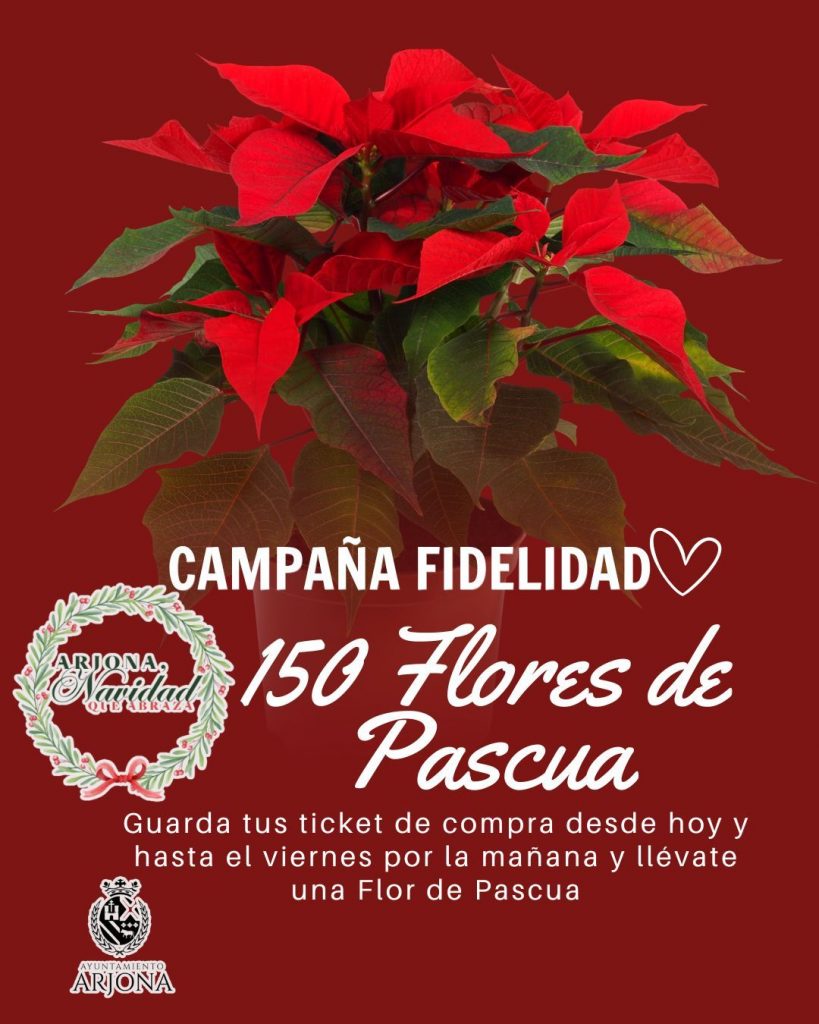 CAMPAÑA FIDELIDAD
ARJONA,
Navidad
QUE ABRAZA
150 Flores de
Pascua
Guarda tus ticket de compra desde hoy y
hasta el viernes por la mañana y llévate
una Flor de Pascua
AYUNTAMIENTO
ARJONA